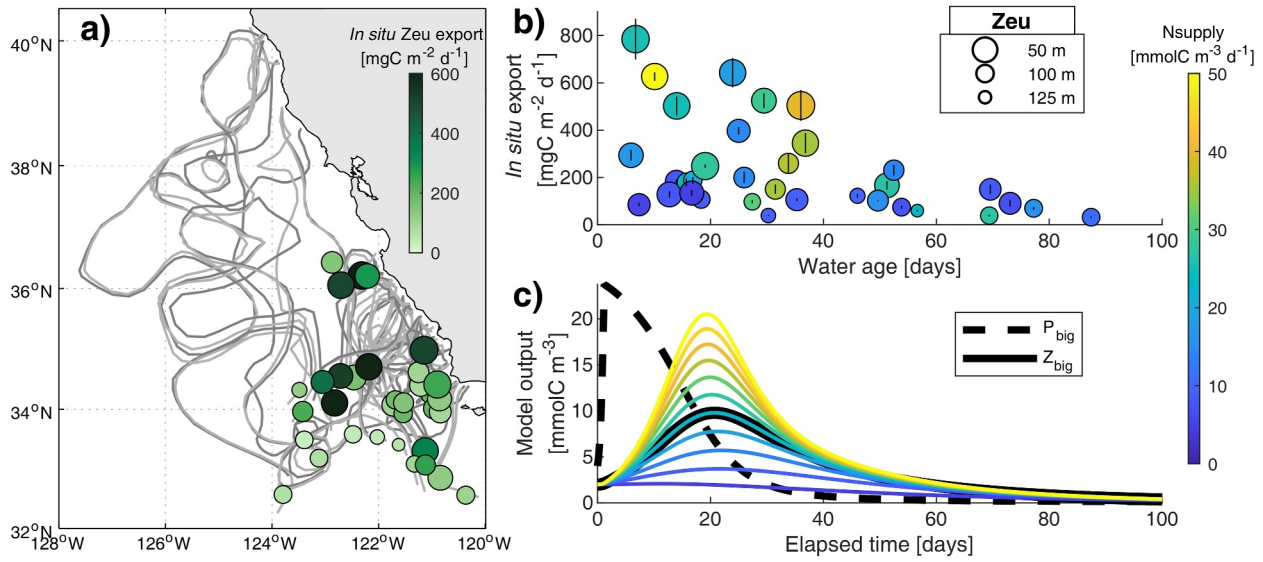 a)
In situ Zeu export
[mgC m-2 d-1]
600
400
200
0
40°N
38°N
36°N
34°N
32°N
128°W
126°W
124°W
122°W
120°W
b)
In situ export
[mgC m-2 d-1]
800
600
400
200
0
0
20
40
60
80
100
Water age [days]
Zeu
50 m
100 m
125 m
Nsupply
[mmolC m-3 d-1]
50
40
30
20
10
0
c)
Model output
[mmolC m-3]
20
15
10
5
0
0
20
40
60
80
100
Elapsed time [days]
Pbig
Zbig